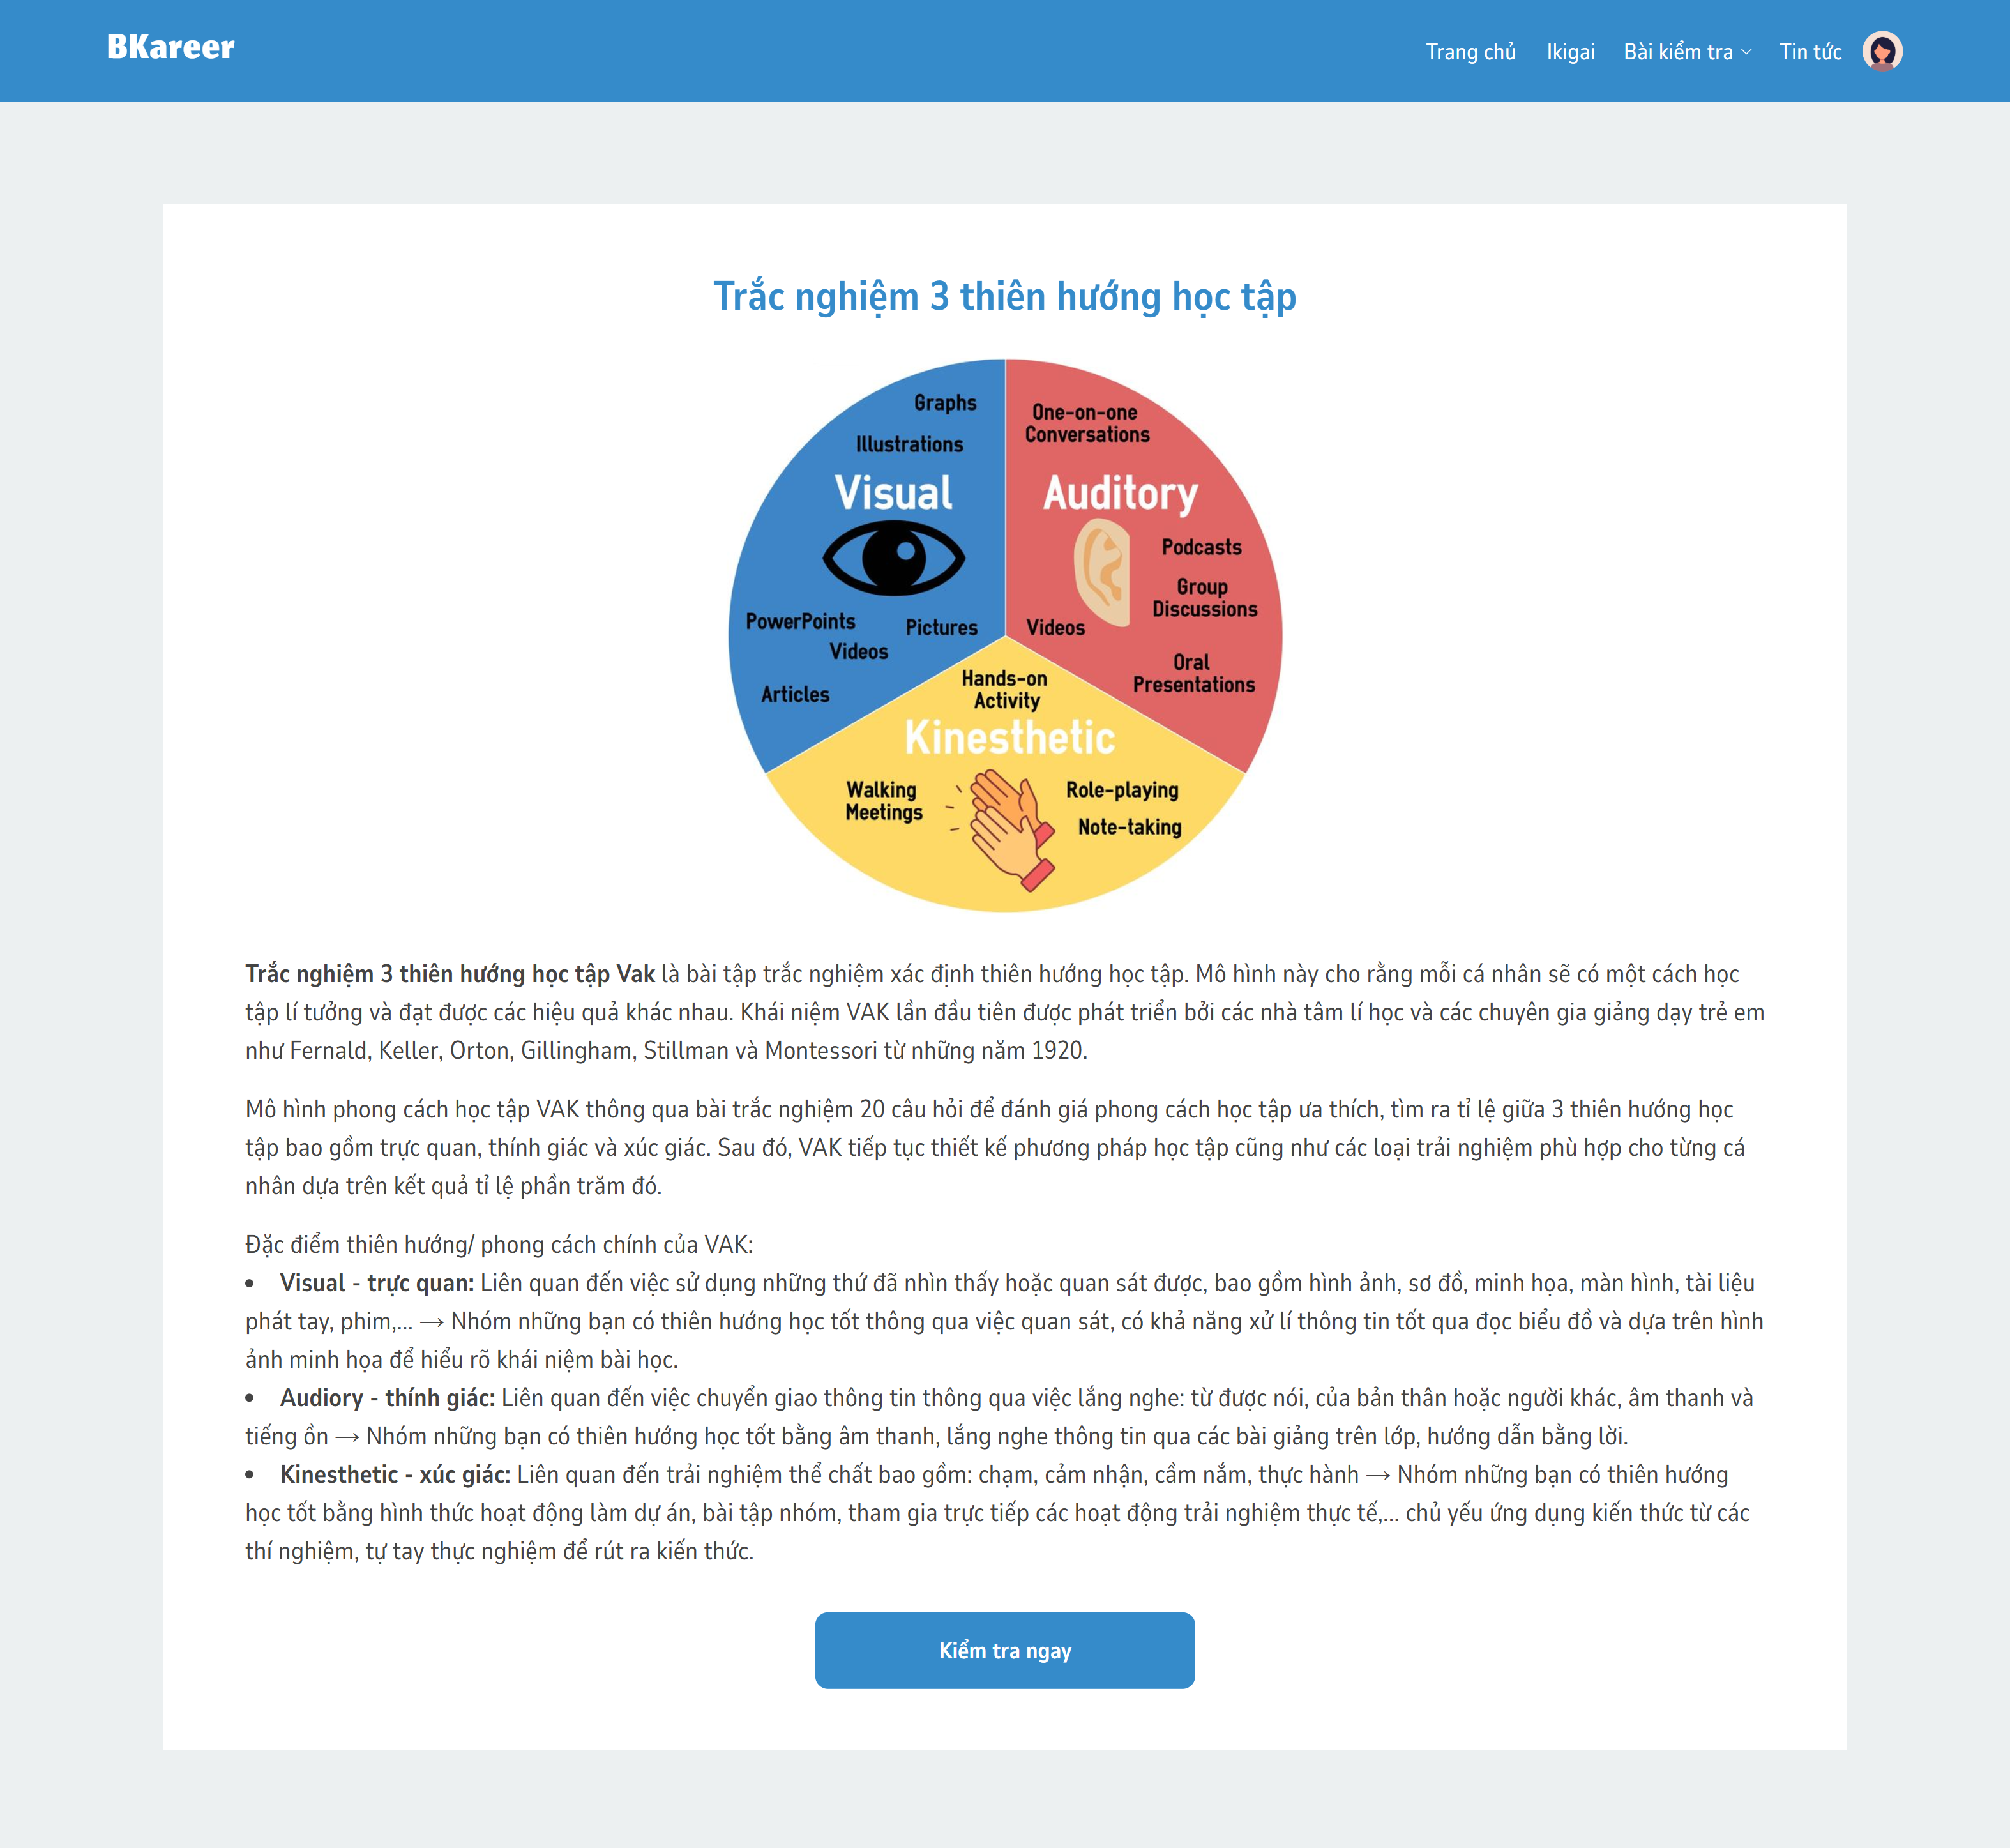 BKareer
Trang chủ Ikigai Bài kiểm tra Tin tức
Trắc nghiệm 3 thiên hướng học tập
Graphs
Illustrations
Visual
PowerPoints
Pictures
Videos
Articles
One-on-one
Conversations
Auditory
Podcasts
Group
Discussions
Videos
Oral
Presentations
Hands-on
Activity
Kinesthetic
Walking
Meetings
Role-playing
Note-taking
Trắc nghiệm 3 thiên hướng học tập Vak là bài tập trắc nghiệm xác định thiên hướng học tập. Mô hình này cho rằng mỗi cá nhân sẽ có một cách học
tập lí tưởng và đạt được các hiệu quả khác nhau. Khái niệm VAK lần đầu tiên được phát triển bởi các nhà tâm lí học và các chuyên gia giảng dạy trẻ em
như Fernald, Keller, Orton, Gillingham, Stillman và Montessori từ những năm 1920.
Mô hình phong cách học tập VAK thông qua bài trắc nghiệm 20 câu hỏi để đánh giá phong cách học tập ưa thích, tìm ra tỉ lệ giữa 3 thiên hướng học
tập bao gồm trực quan, thính giác và xúc giác. Sau đó, VAK tiếp tục thiết kế phương pháp học tập cũng như các loại trải nghiệm phù hợp cho từng cá
nhân dựa trên kết quả tỉ lệ phần trăm đó.
Đặc điểm thiên hướng/ phong cách chính của VAK:
• Visual - trực quan: Liên quan đến việc sử dụng những thứ đã nhìn thấy hoặc quan sát được, bao gồm hình ảnh, sơ đồ, minh họa, màn hình, tài liệu
phát tay, phim,... → Nhóm những bạn có thiên hướng học tốt thông qua việc quan sát, có khả năng xử lí thông tin tốt qua đọc biểu đồ và dựa trên hình
ảnh minh họa để hiểu rõ khái niệm bài học.
• Audiory - thính giác: Liên quan đến việc chuyển giao thông tin thông qua việc lắng nghe: từ được nói, của bản thân hoặc người khác, âm thanh và
tiếng ồn → Nhóm những bạn có thiên hướng học tốt bằng âm thanh, lắng nghe thông tin qua các bài giảng trên lớp, hướng dẫn bằng lời.
• Kinesthetic - xúc giác: Liên quan đến trải nghiệm thể chất bao gồm: chạm, cảm nhận, cầm nắm, thực hành → Nhóm những bạn có thiên hướng
học tốt bằng hình thức hoạt động làm dự án, bài tập nhóm, tham gia trực tiếp các hoạt động trải nghiệm thực tế,... chủ yếu ứng dụng kiến thức từ các
thí nghiệm, tự tay thực nghiệm để rút ra kiến thức.
Kiểm tra ngay